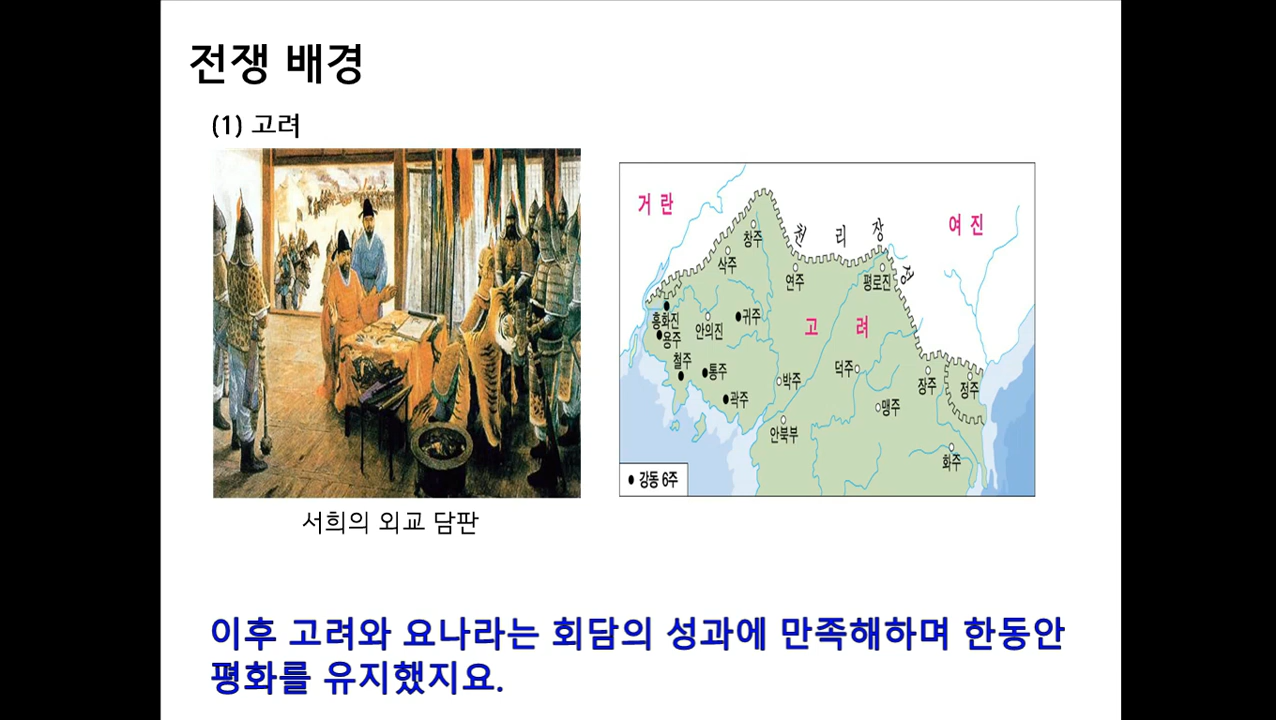 전쟁 배경
(1) 고려
거란
여진
천리장성
창주
삭주
연주
평로진
흥화진
용주
안의진
귀주
고려
철주
통주
곽주
박주
덕주
맹주
장주
정주
안북부
화주
강동 6주
서희의 외교 담판
이후 고려와 요나라는 회담의 성과에 만족해하며 한동안
평화를 유지했지요.